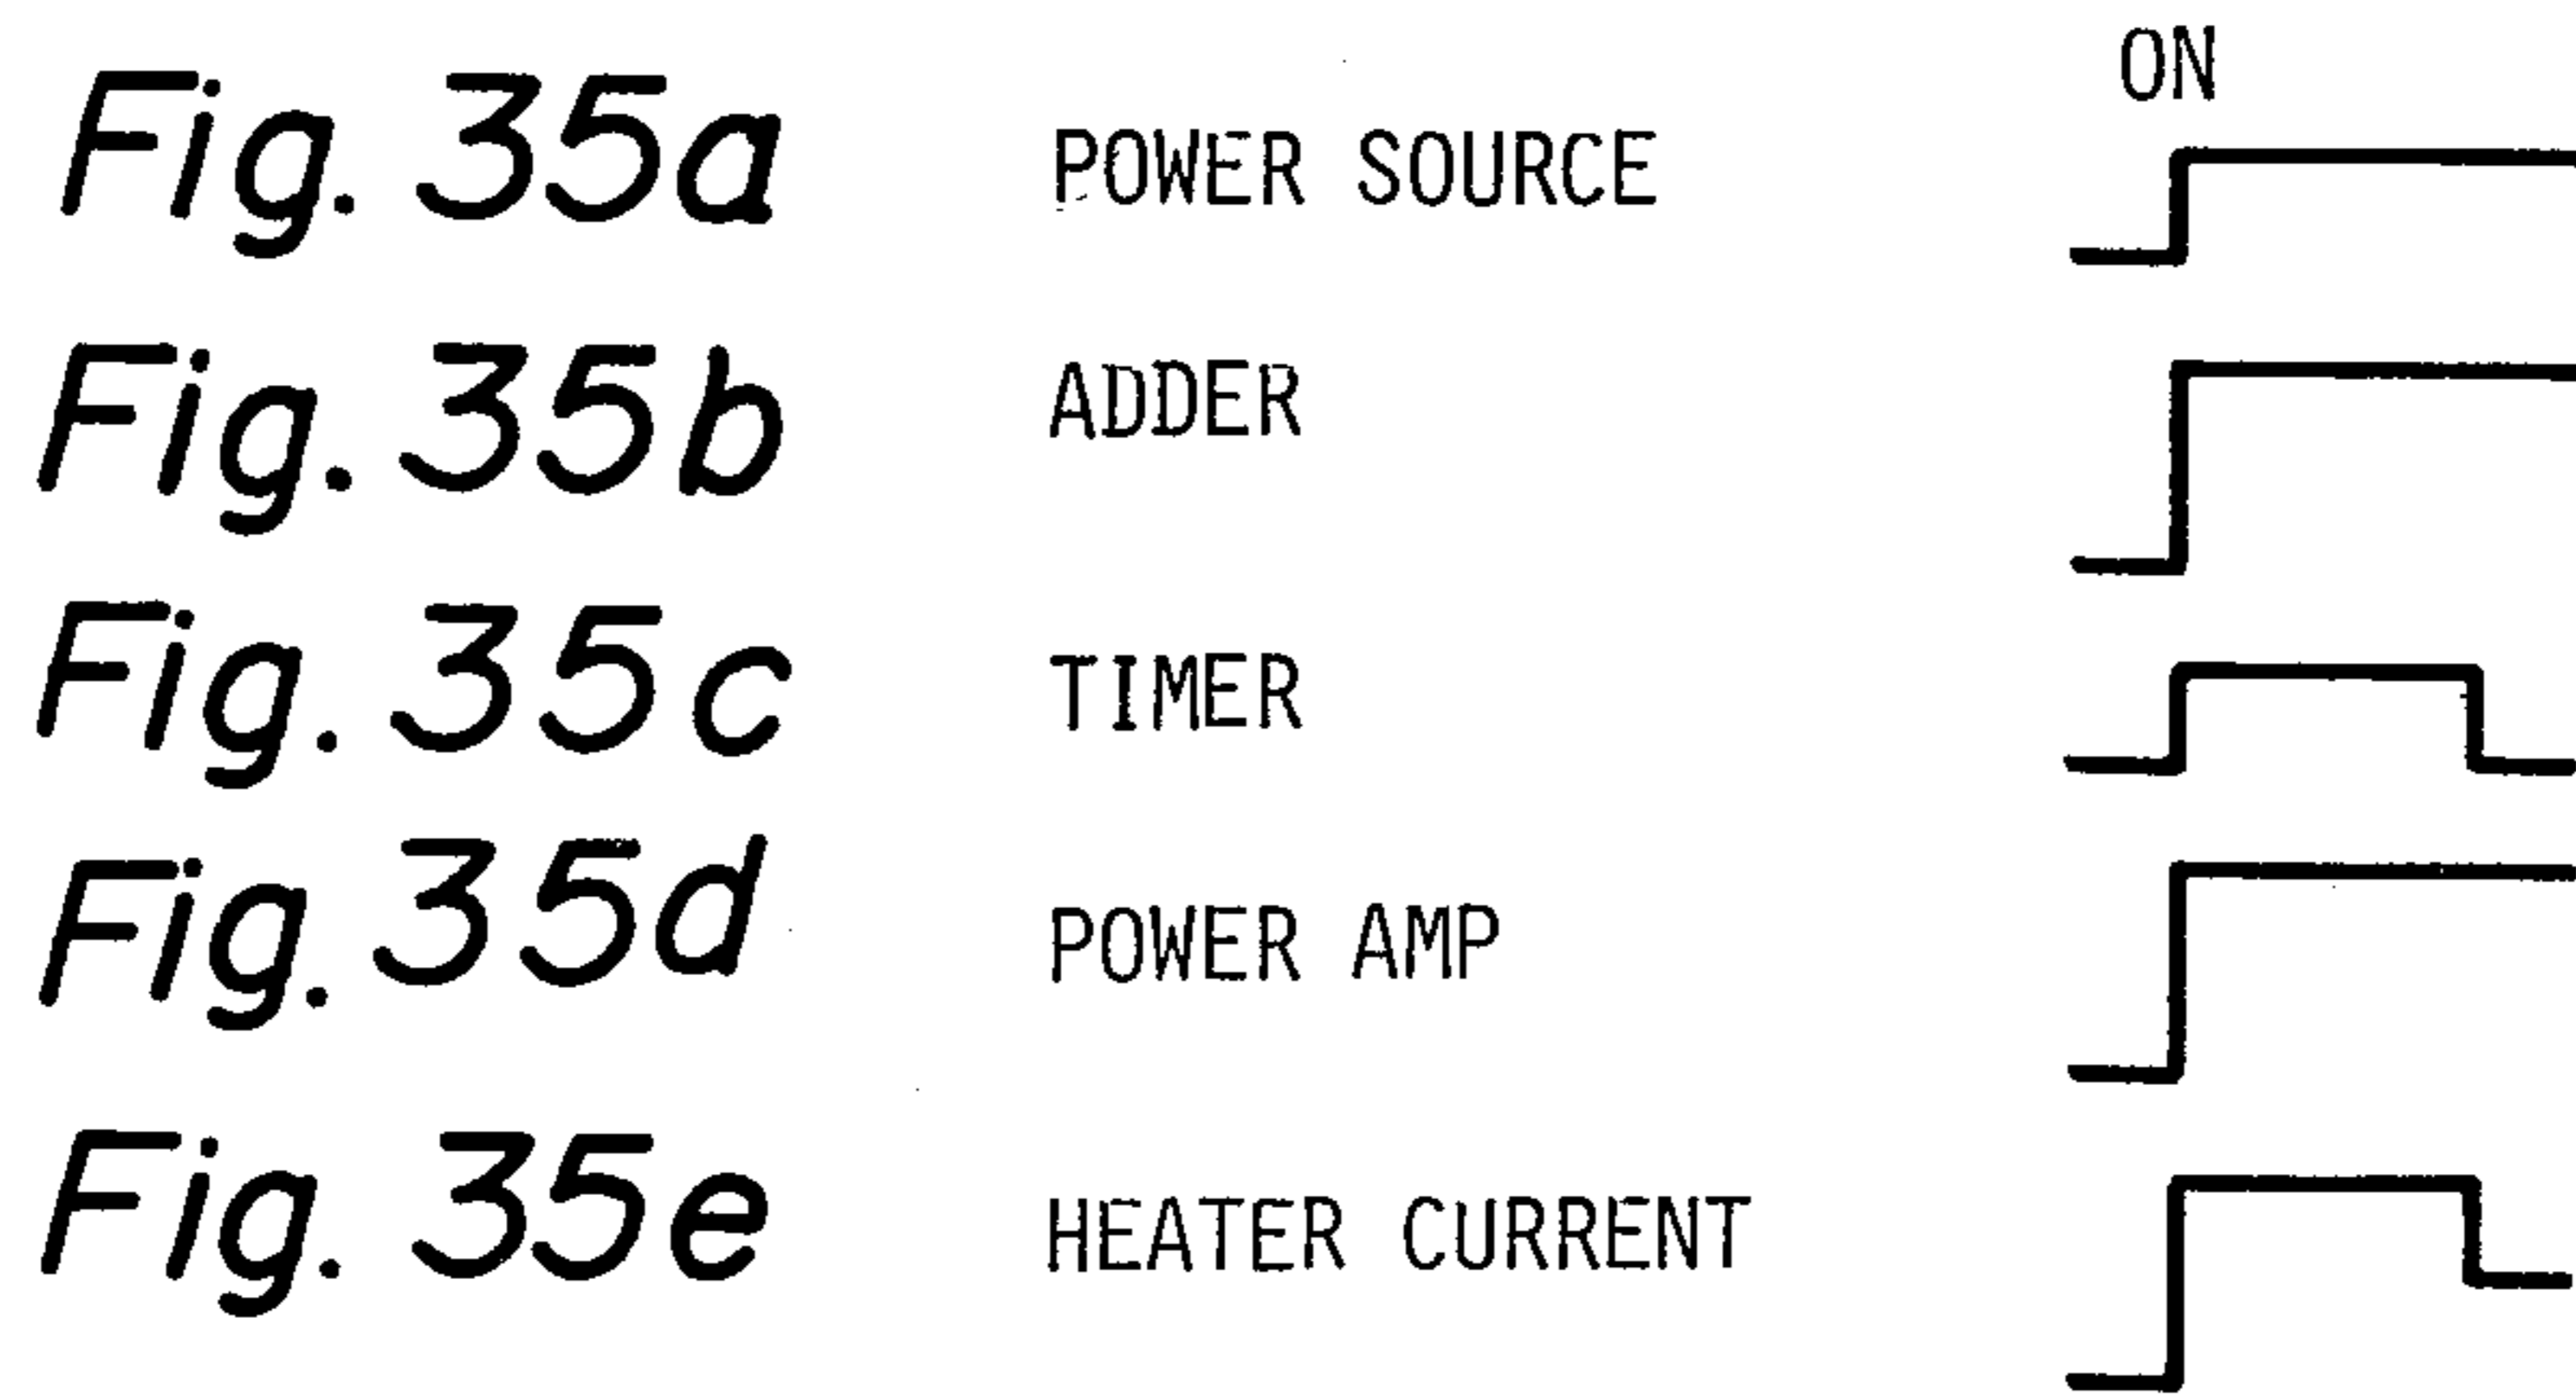 ON
Fig. 35a POWER SOURCE
Fig. 35b ADDER
Fig. 35c TIMER
Fig. 35d POWER AMP
Fig. 35e HEATER CURRENT